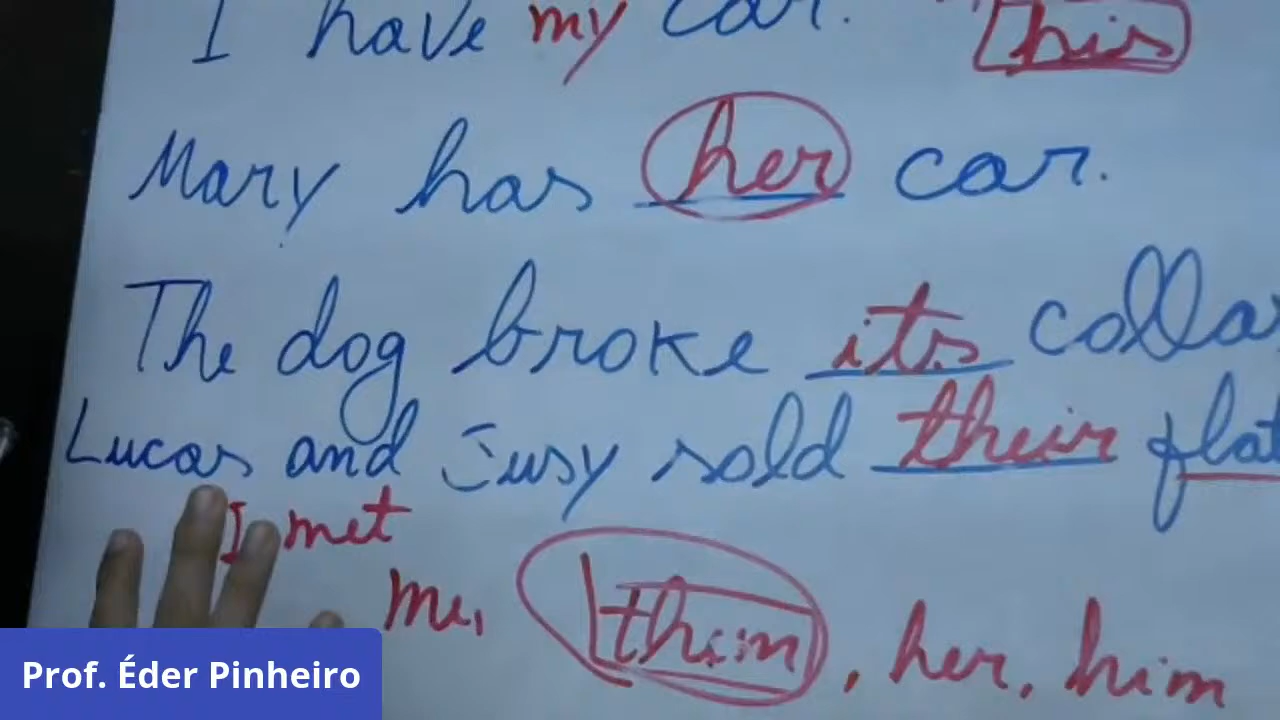 I have my car. his
Mary has her car.
The dog broke its colla
Lucas and Susy sold their flat
I met
me, them, her, him
Prof. Éder Pinheiro